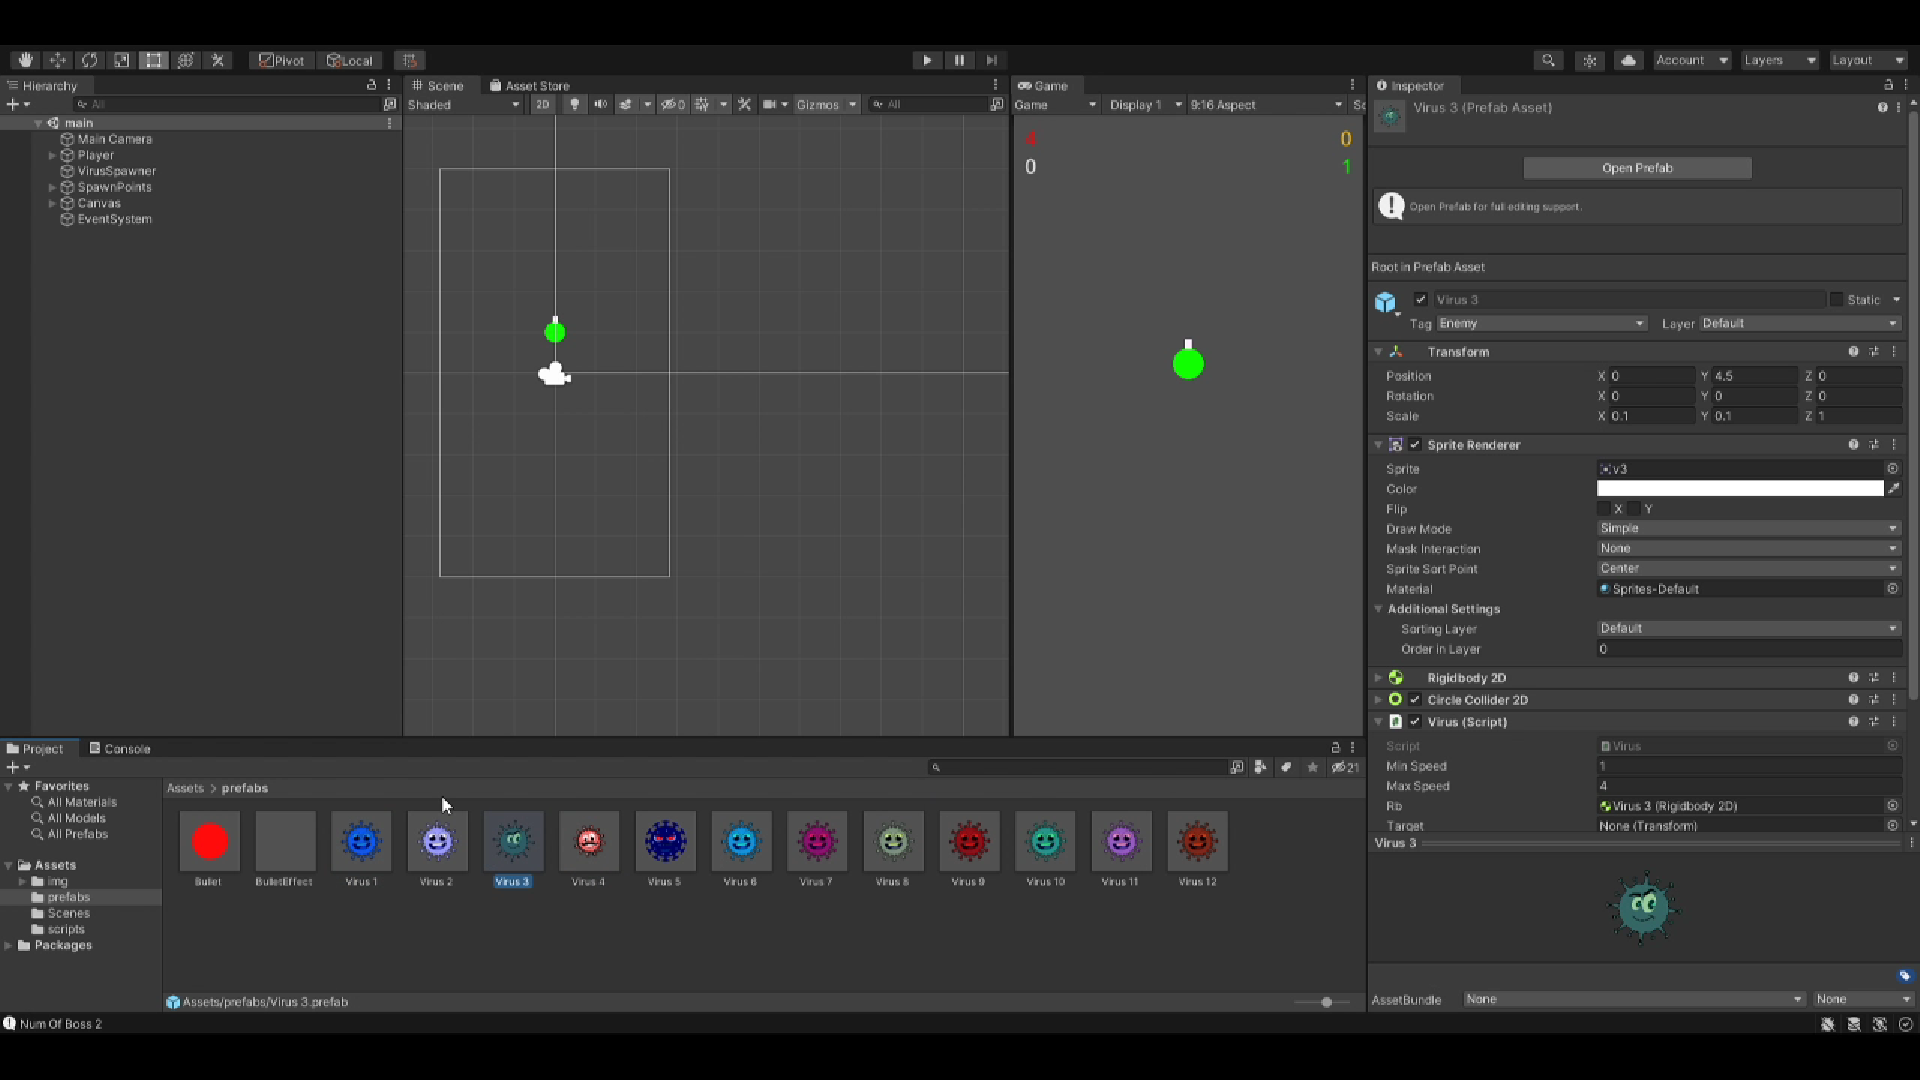 Pivot Local Account Layers Layout
Hierarchy Scene Asset Store Game Inspector
All Shaded 2D 0 Gizmos All Game Display 1 9:16 Aspect Sc
Virus 3 (Prefab Asset)
main
Main Camera
Player
VirusSpawner
SpawnPoints
Canvas
EventSystem
4 0
0 1
Open Prefab
Open Prefab for full editing support.
Root in Prefab Asset
Virus 3 Static
Tag Enemy Layer Default
Transform
Position X 0 Y 4.5 Z 0
Rotation X 0 Y 0 Z 0
Scale X 0.1 Y 0.1 Z 1
Sprite Renderer
Sprite v3
Color
Flip X Y
Draw Mode Simple
Mask Interaction None
Sprite Sort Point Center
Material Sprites-Default
Additional Settings
Sorting Layer Default
Order in Layer 0
Rigidbody 2D
Circle Collider 2D
Virus (Script)
Script Virus
Min Speed 1
Max Speed 4
Rb Virus 3 (Rigidbody 2D)
Target None (Transform)
Virus 3
AssetBundle None None
Project Console
21
Favorites
All Materials
All Models
All Prefabs
Assets
img
prefabs
Scenes
scripts
Packages
Assets > prefabs
Bullet BulletEffect Virus 1 Virus 2 Virus 3 Virus 4 Virus 5 Virus 6 Virus 7 Virus 8 Virus 9 Virus 10 Virus 11 Virus 12
Assets/prefabs/Virus 3.prefab
Num Of Boss 2